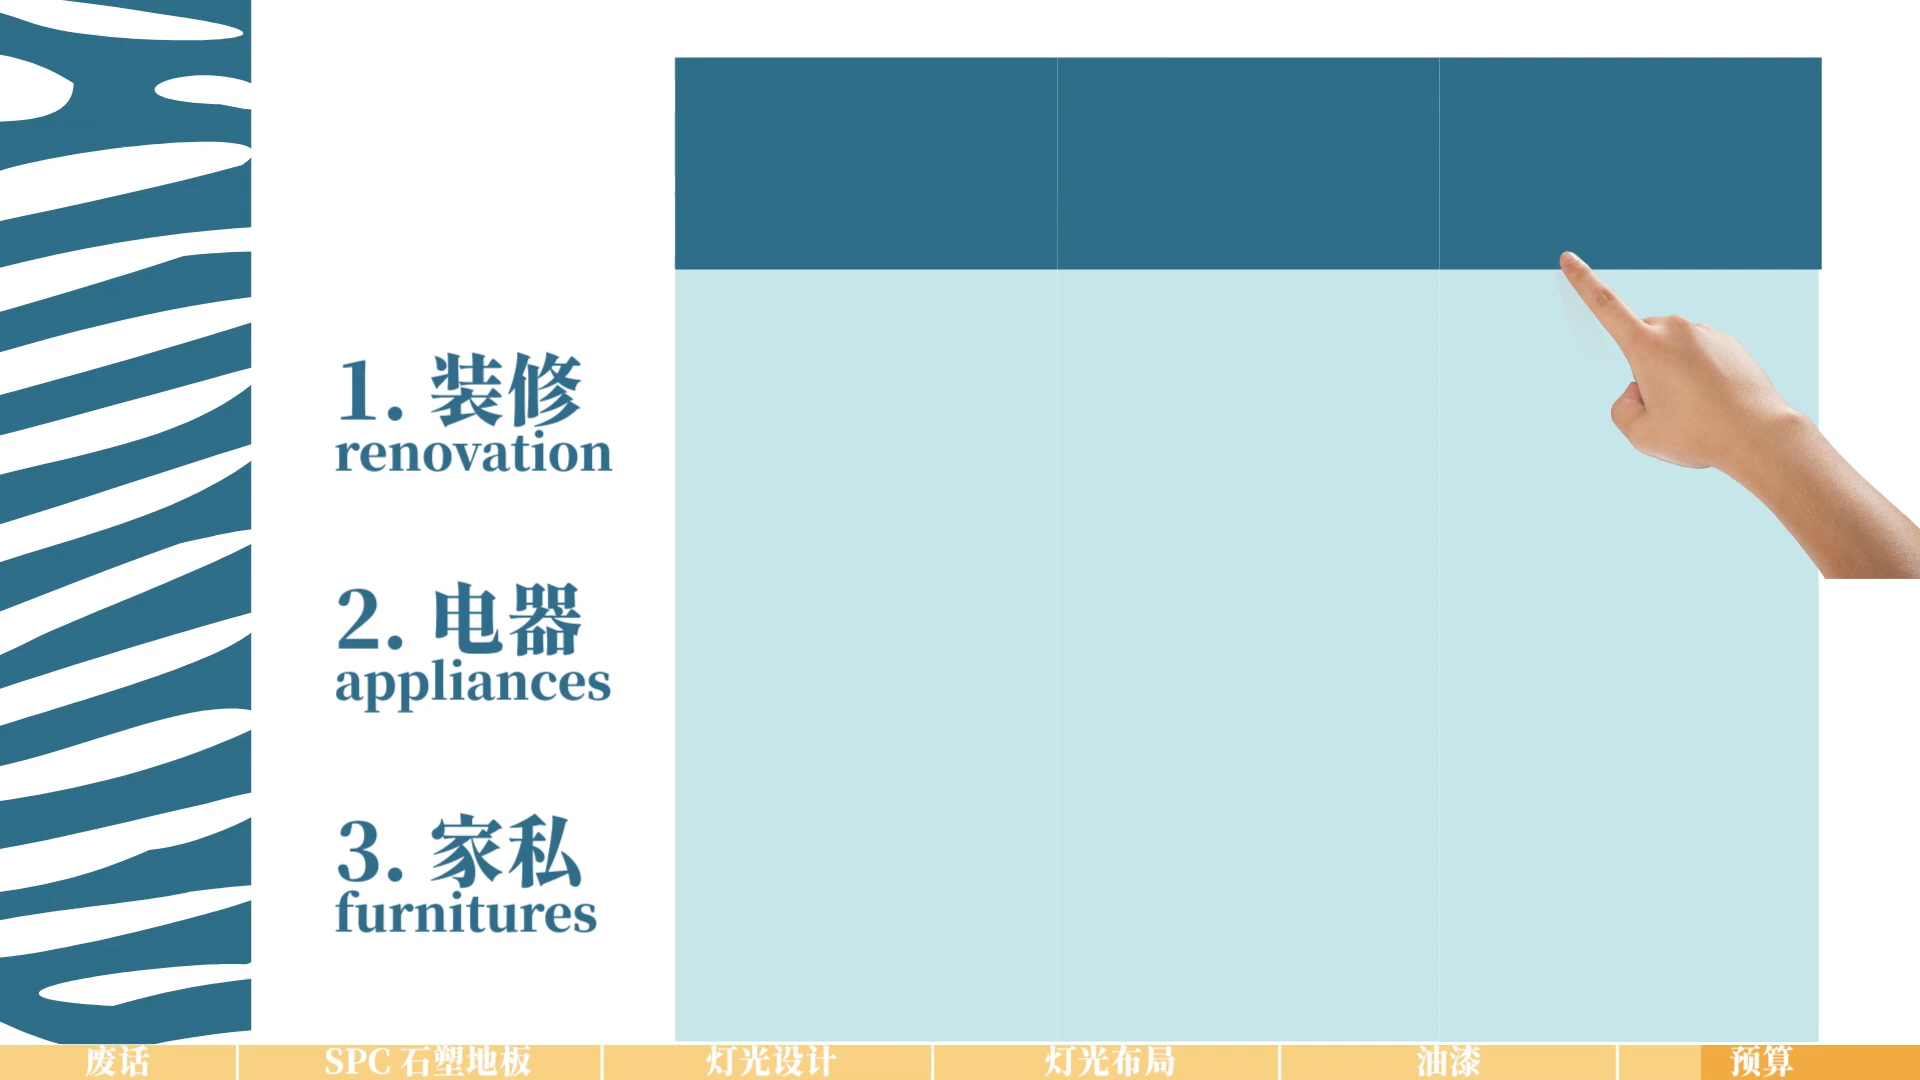 1. 装修
renovation
2. 电器
appliances
3. 家私
furnitures
废话
SPC 石塑地板
灯光设计
灯光布局
油漆
预算